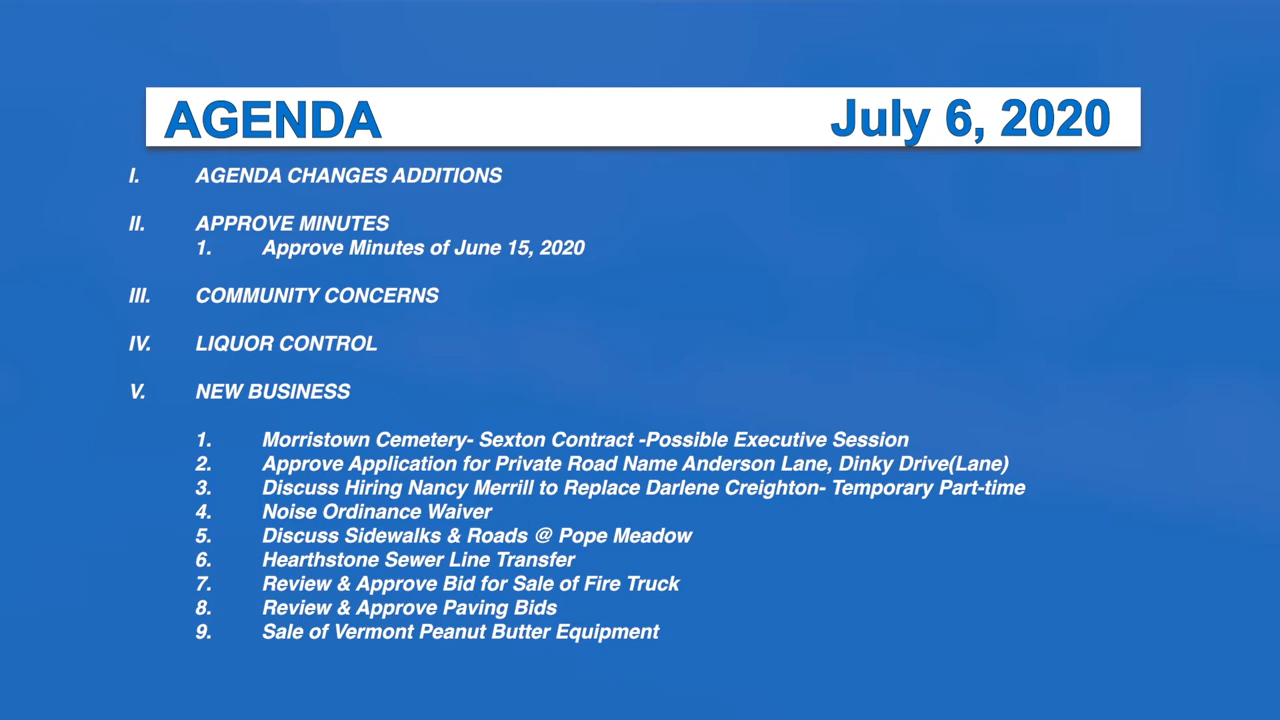 AGENDA July 6, 2020
I. AGENDA CHANGES ADDITIONS
II. APPROVE MINUTES
1. Approve Minutes of June 15, 2020
III. COMMUNITY CONCERNS
IV. LIQUOR CONTROL
V. NEW BUSINESS
1. Morristown Cemetery- Sexton Contract -Possible Executive Session
2. Approve Application for Private Road Name Anderson Lane, Dinky Drive(Lane)
3. Discuss Hiring Nancy Merrill to Replace Darlene Creighton- Temporary Part-time
4. Noise Ordinance Waiver
5. Discuss Sidewalks & Roads @ Pope Meadow
6. Hearthstone Sewer Line Transfer
7. Review & Approve Bid for Sale of Fire Truck
8. Review & Approve Paving Bids
9. Sale of Vermont Peanut Butter Equipment